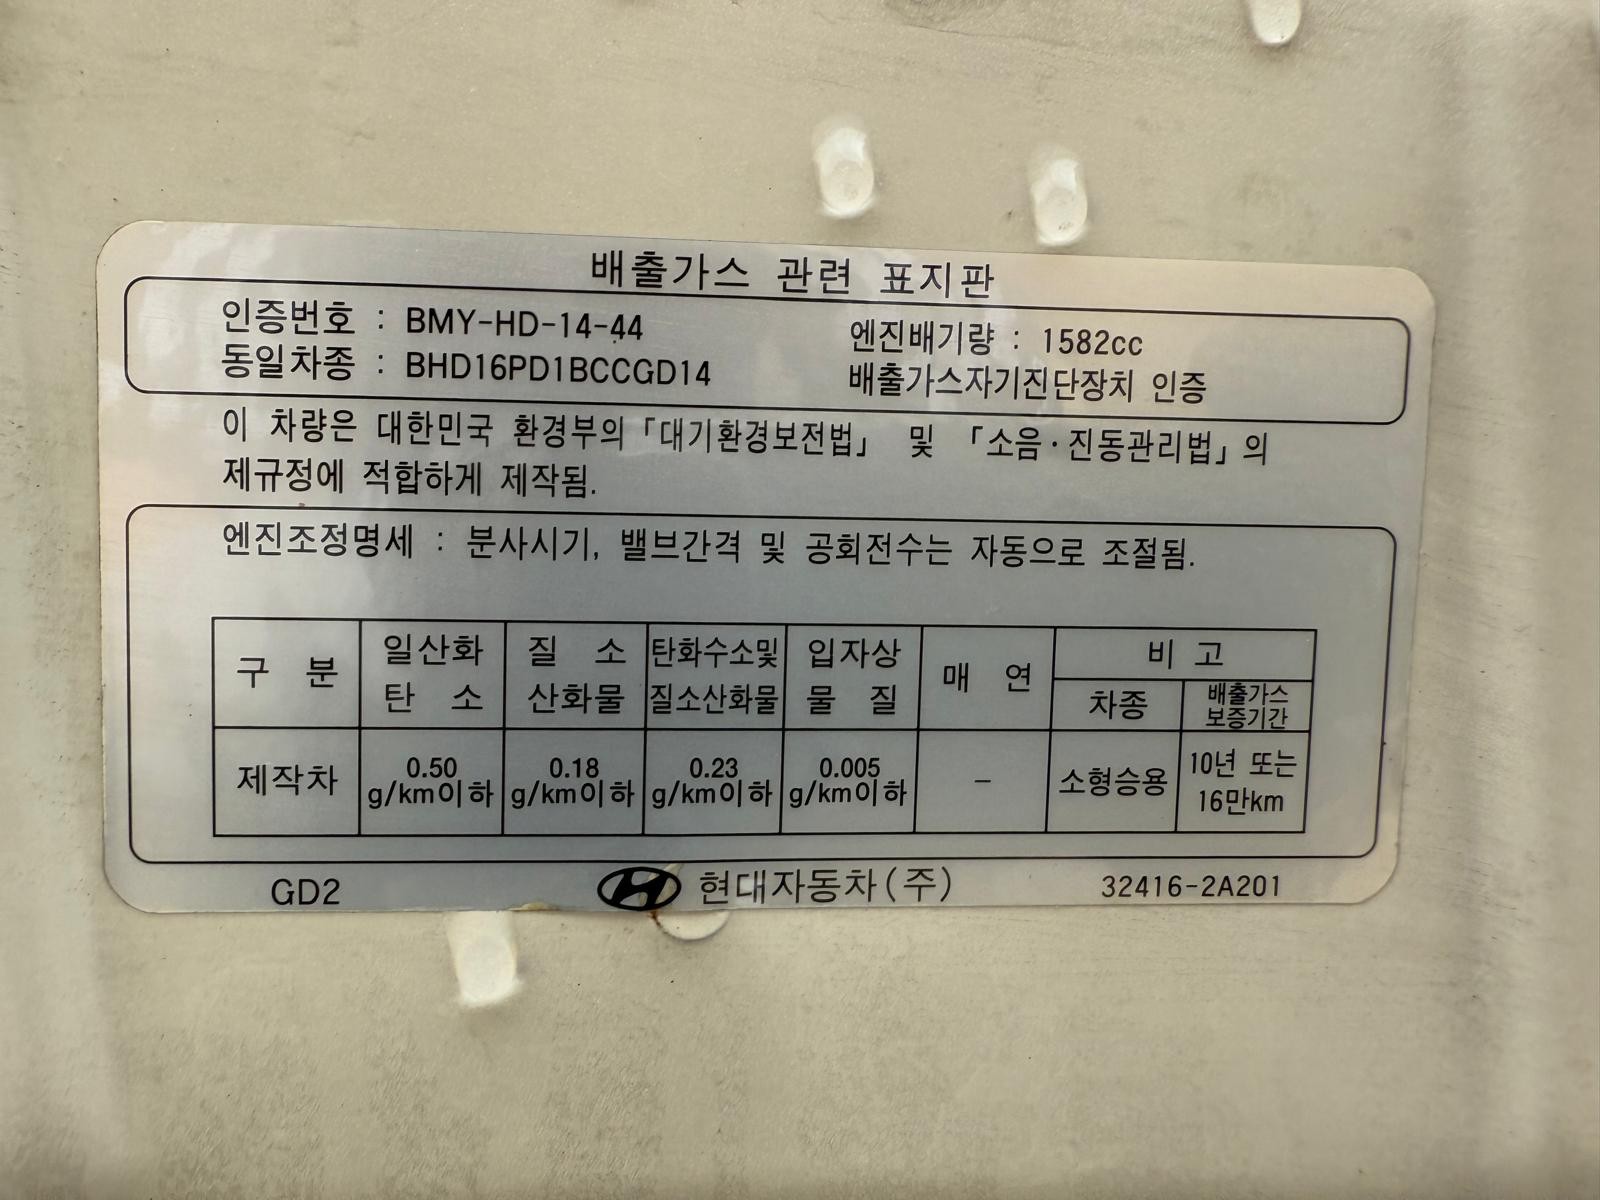 배출가스 관련 표지판
인증번호 : BMY-HD-14-44 엔진배기량 : 1582cc
동일차종 : BHD16PD1BCCGD14 배출가스자기진단장치 인증
이 차량은 대한민국 환경부의 「대기환경보전법」 및 「소음·진동관리법」의
제규정에 적합하게 제작됨.
엔진조정명세 : 분사시기, 밸브간격 및 공회전수는 자동으로 조절됨.
구 분 일산화 탄 소 질 소 산화물 탄화수소및 질소산화물 입자상 물 질 매 연 비 고
차종 배출가스 보증기간
제작차 0.50 g/km이하 0.18 g/km이하 0.23 g/km이하 0.005 g/km이하 - 소형승용 10년 또는 16만km
GD2 현대자동차(주) 32416-2A201